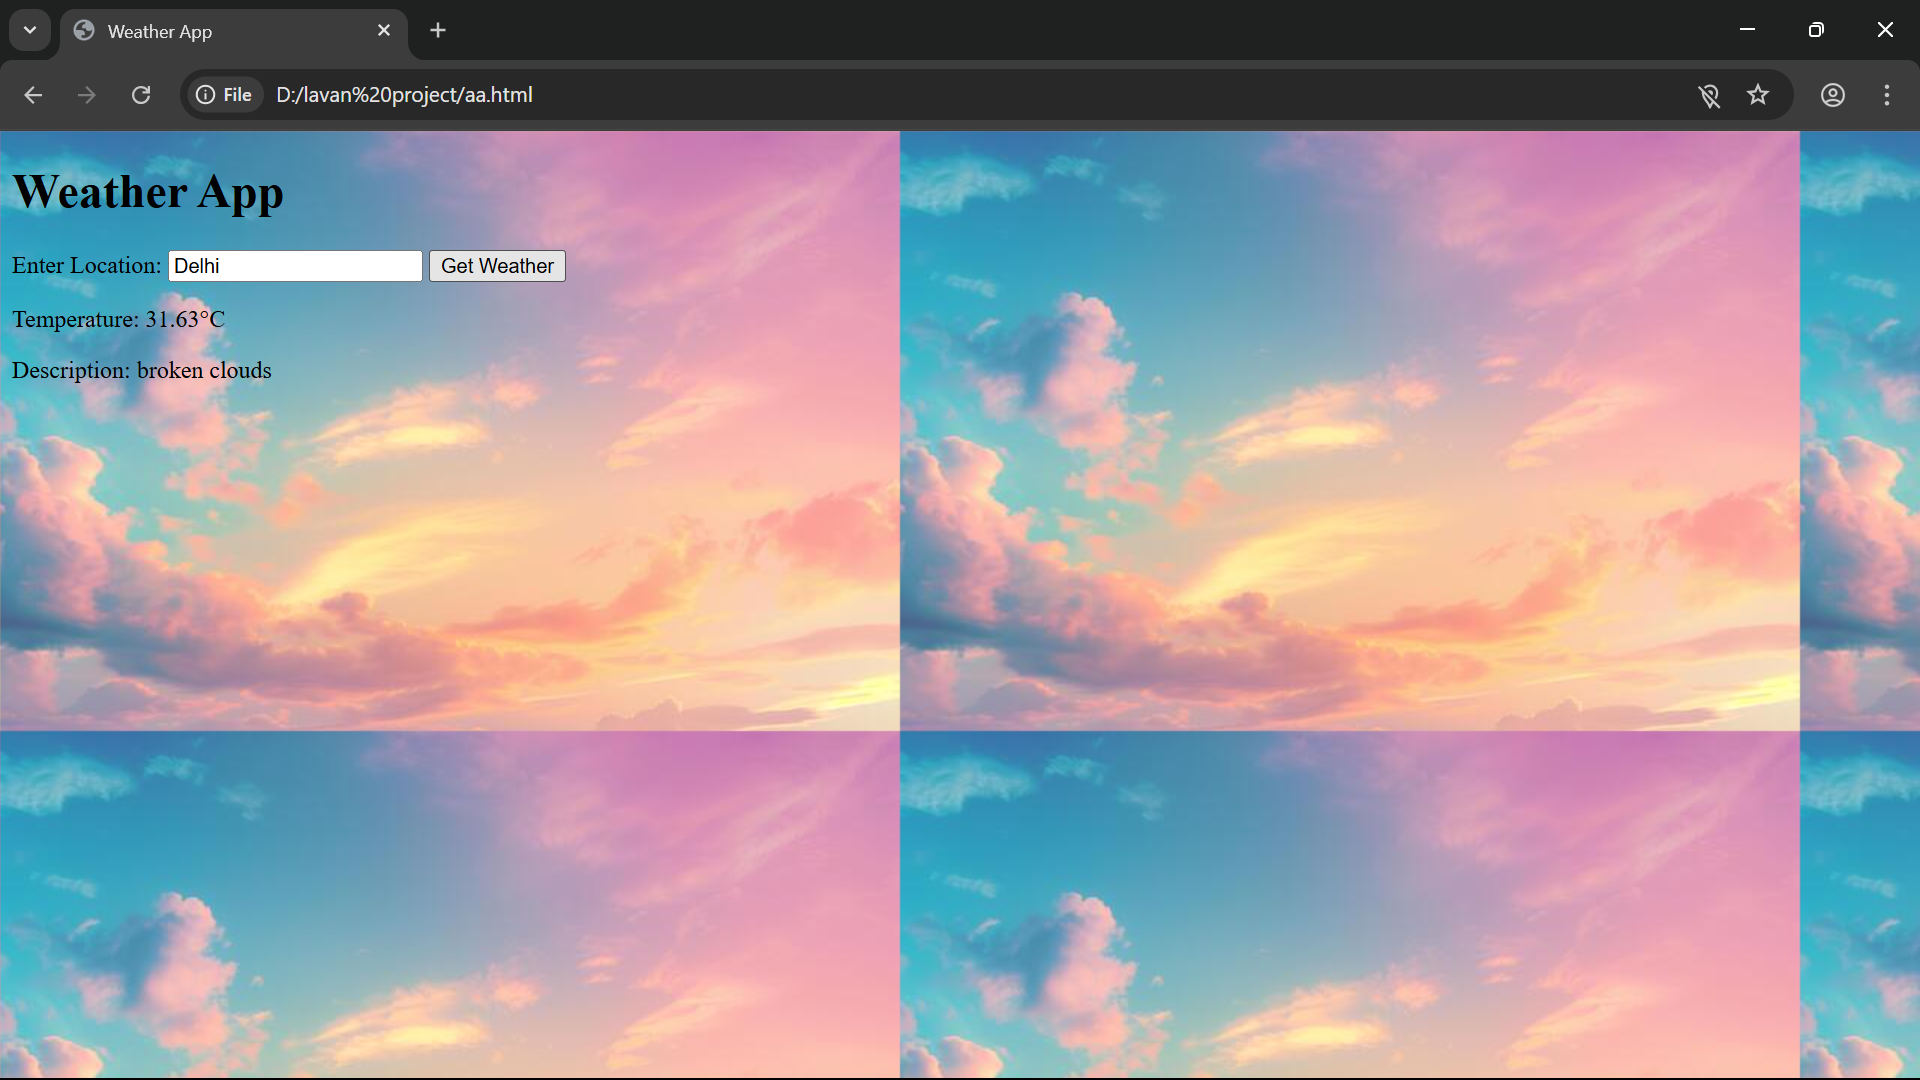 Weather App
File D:/lavan%20project/aa.html
Weather App
Enter Location: Delhi Get Weather
Temperature: 31.63°C
Description: broken clouds